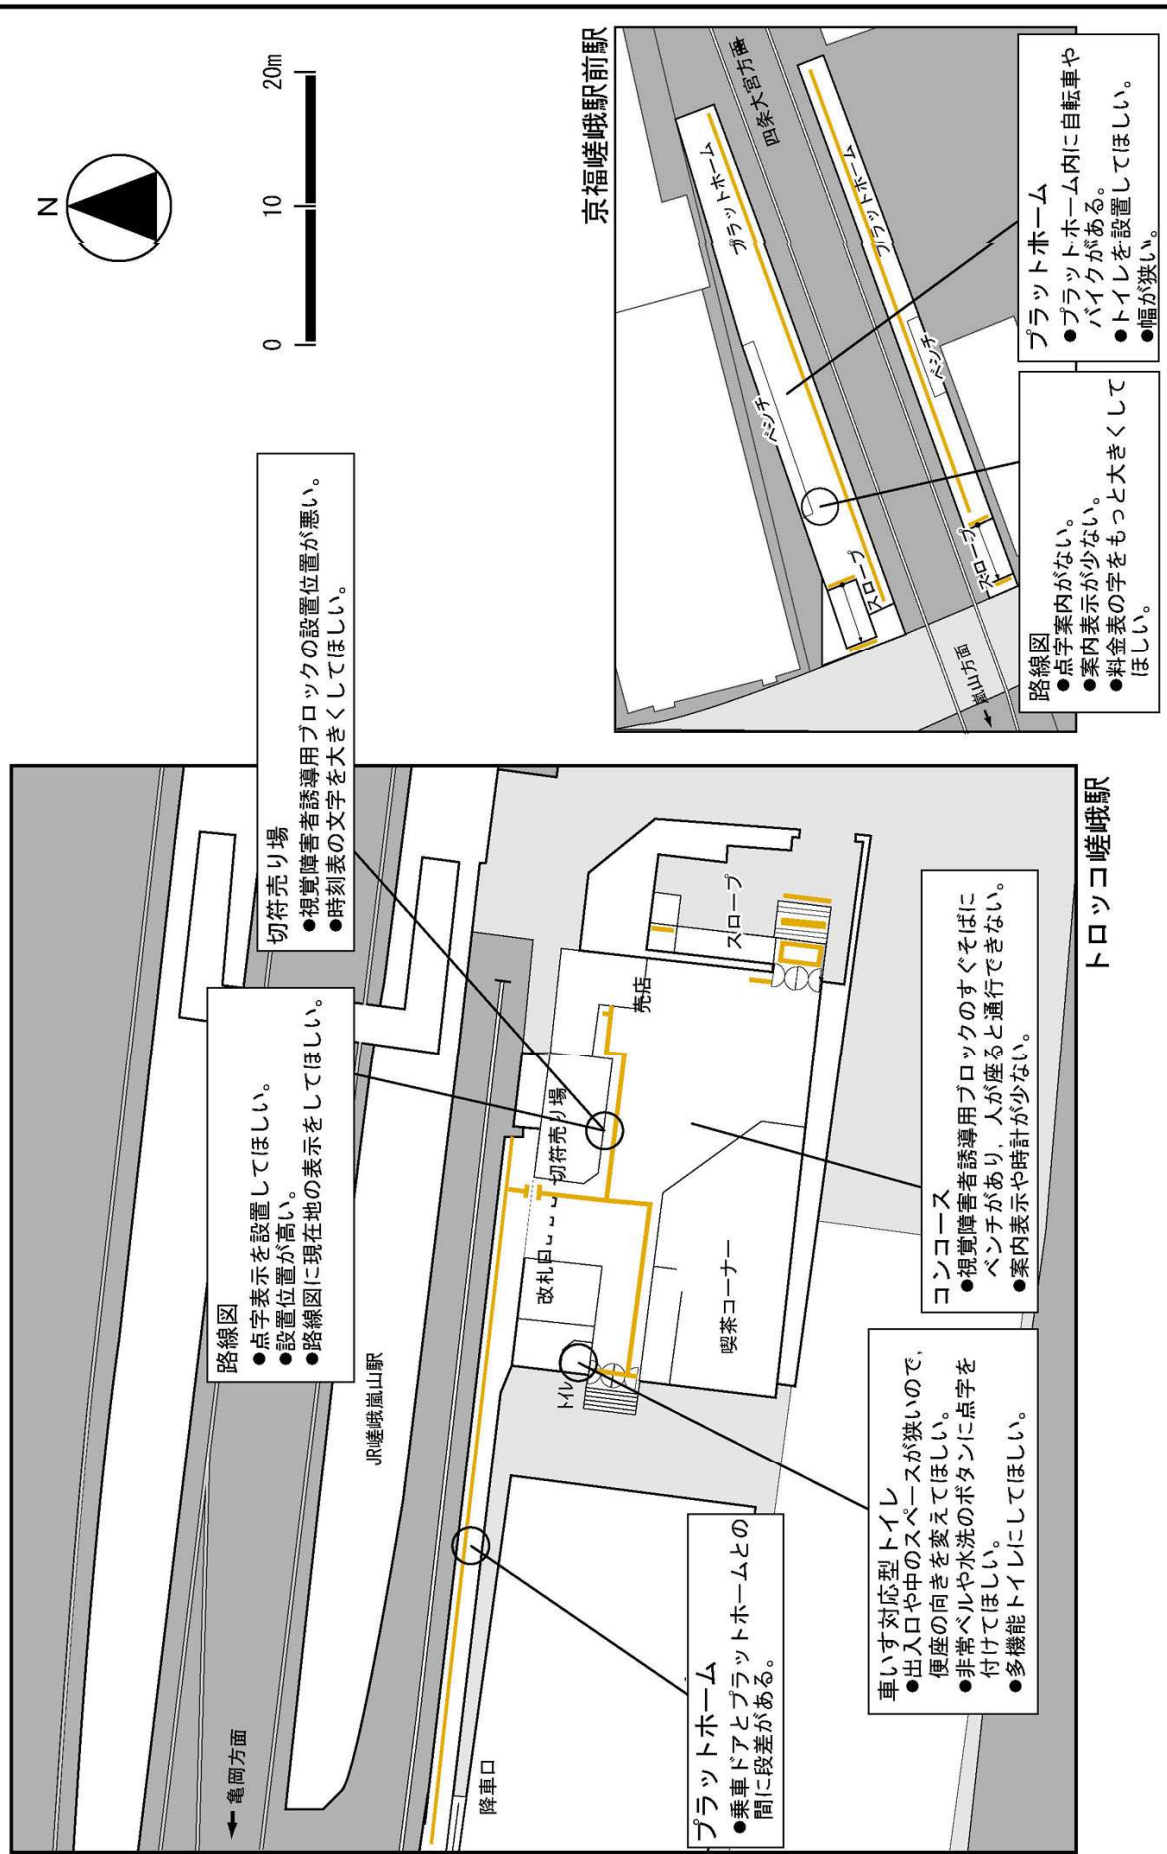 N
0 10 20m
路線図
●点字表示を設置してほしい。
●設置位置が高い。
●路線図に現在地の表示をしてほしい。
切符売り場
●視覚障害者誘導用ブロックの設置位置が悪い。
●時刻表の文字を大きくしてほしい。
← 亀岡方面
JR嵯峨嵐山駅
降車口
トイレ
改札口
切符売り場
売店
スロープ
喫茶コーナー
プラットホーム
●乗車ドアとプラットホームとの
間に段差がある。
車いす対応型トイレ
●出入口や中のスペースが狭いので，
便座の向きを変えてほしい。
●非常ベルや水洗のボタンに点字を
付けてほしい。
●多機能トイレにしてほしい。
コンコース
●視覚障害者誘導用ブロックのすぐそばに
ベンチがあり，人が座ると通行できない。
●案内表示や時計が少ない。
トロッコ嵯峨駅
京福嵯峨駅前駅
プラットホーム
四条大宮方面
プラットホーム
ベンチ
ベンチ
スロープ
スロープ
← 嵐山方面
路線図
●点字案内がない。
●案内表示が少ない。
●料金表の字をもっと大きくして
ほしい。
プラットホーム
●プラットホーム内に自転車や
バイクがある。
●トイレを設置してほしい。
●幅が狭い。